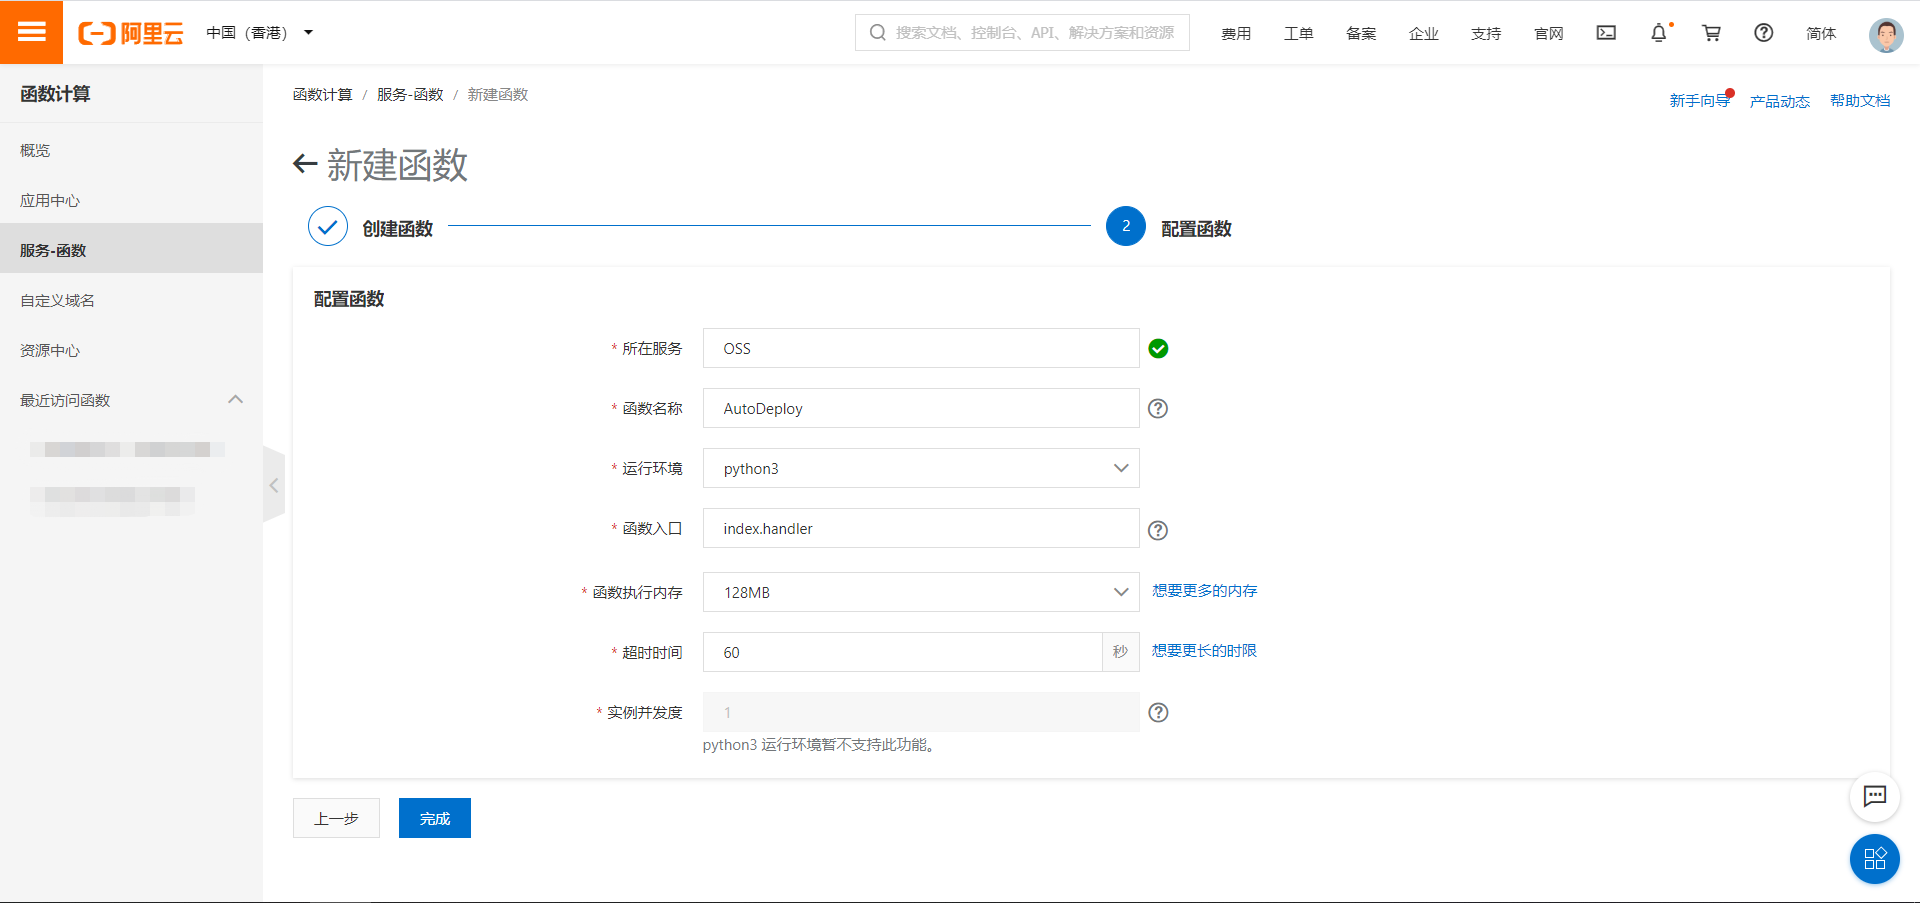 阿里云 中国（香港） 搜索文档、控制台、API、解决方案和资源 费用 工单 备案 企业 支持 官网 简体
函数计算
概览
应用中心
服务-函数
自定义域名
资源中心
最近访问函数
函数计算 / 服务-函数 / 新建函数
新手向导 产品动态 帮助文档
新建函数
创建函数 2 配置函数
配置函数
* 所在服务 OSS
* 函数名称 AutoDeploy
* 运行环境 python3
* 函数入口 index.handler
* 函数执行内存 128MB 想要更多的内存
* 超时时间 60 秒 想要更长的时限
* 实例并发度 1
python3 运行环境暂不支持此功能。
上一步 完成